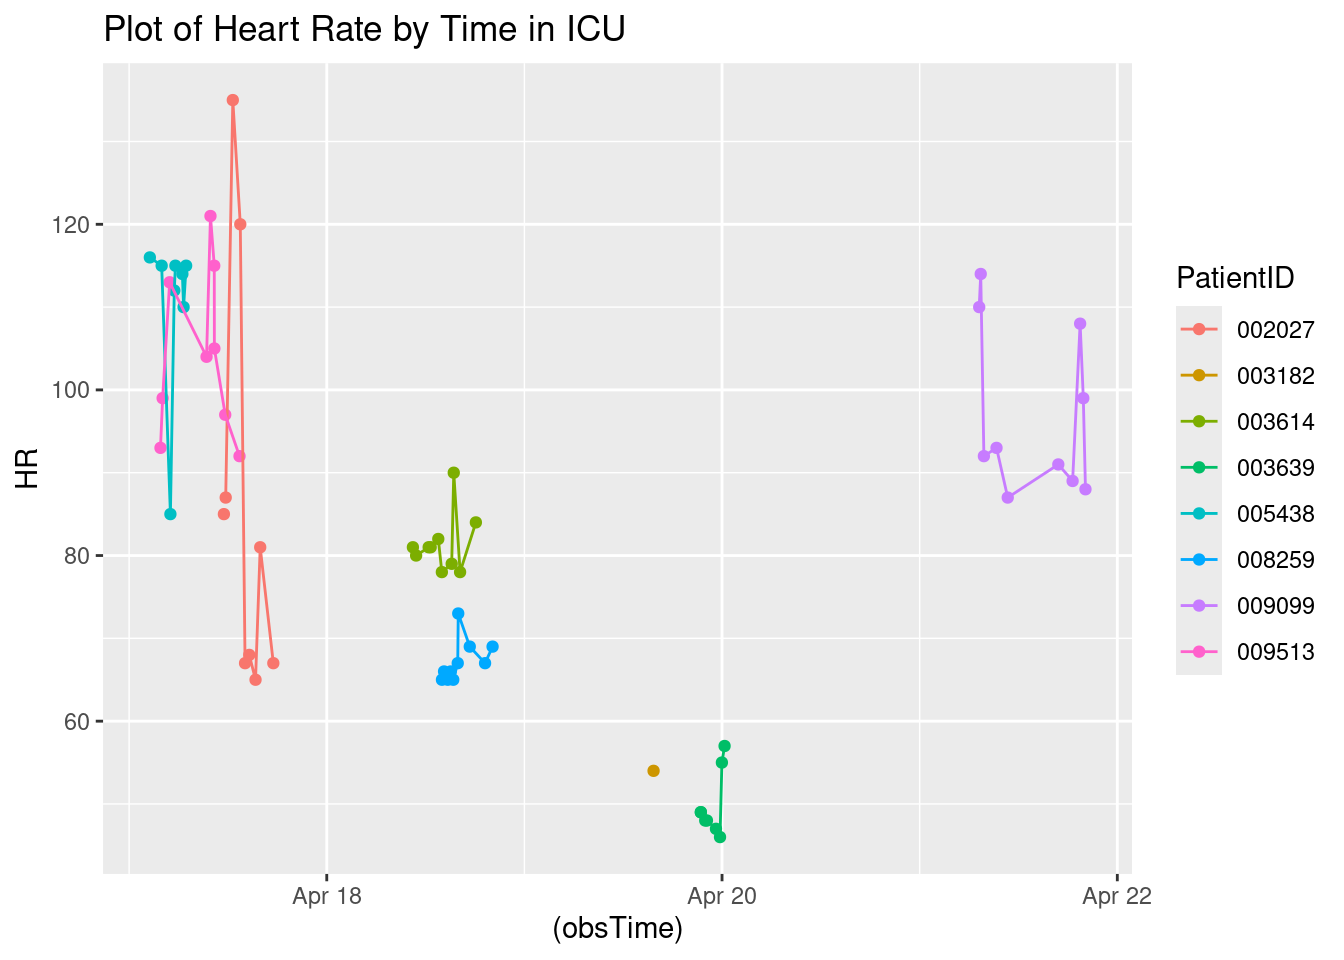 Plot of Heart Rate by Time in ICU
HR
120
100
80
60
Apr 18
Apr 20
Apr 22
(obsTime)
PatientID
002027
003182
003614
003639
005438
008259
009099
009513